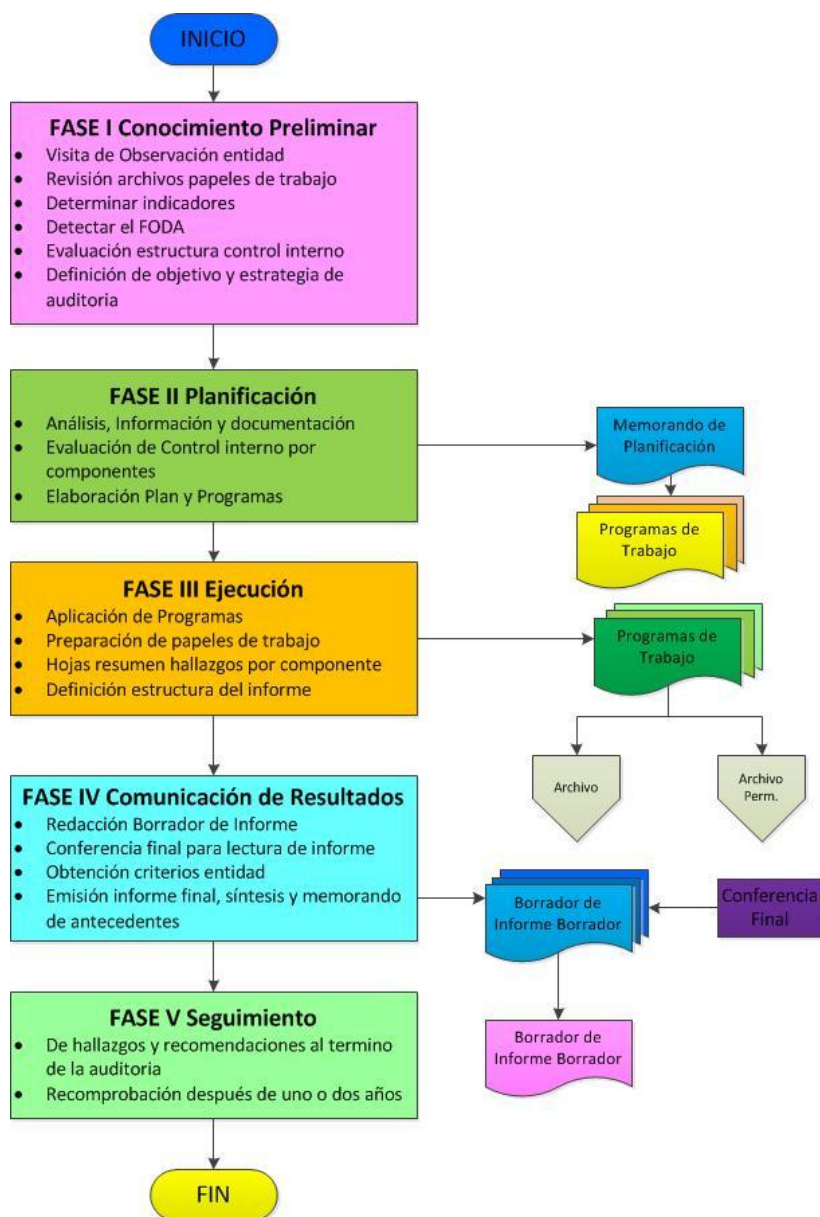 INICIO
FASE I Conocimiento Preliminar
• Visita de Observación entidad
• Revisión archivos papeles de trabajo
• Determinar indicadores
• Detectar el FODA
• Evaluación estructura control interno
• Definición de objetivo y estrategia de
auditoria
FASE II Planificación
• Análisis, Información y documentación
• Evaluación de Control interno por
componentes
• Elaboración Plan y Programas
Memorando de
Planificación
Programas de
Trabajo
FASE III Ejecución
• Aplicación de Programas
• Preparación de papeles de trabajo
• Hojas resumen hallazgos por componente
• Definición estructura del informe
Programas de
Trabajo
Archivo
Archivo
Perm.
FASE IV Comunicación de Resultados
• Redacción Borrador de Informe
• Conferencia final para lectura de informe
• Obtención criterios entidad
• Emisión informe final, síntesis y memorando
de antecedentes
Borrador de
Informe Borrador
Conferencia
Final
Borrador de
Informe Borrador
FASE V Seguimiento
• De hallazgos y recomendaciones al termino
de la auditoria
• Recomprobación después de uno o dos años
FIN